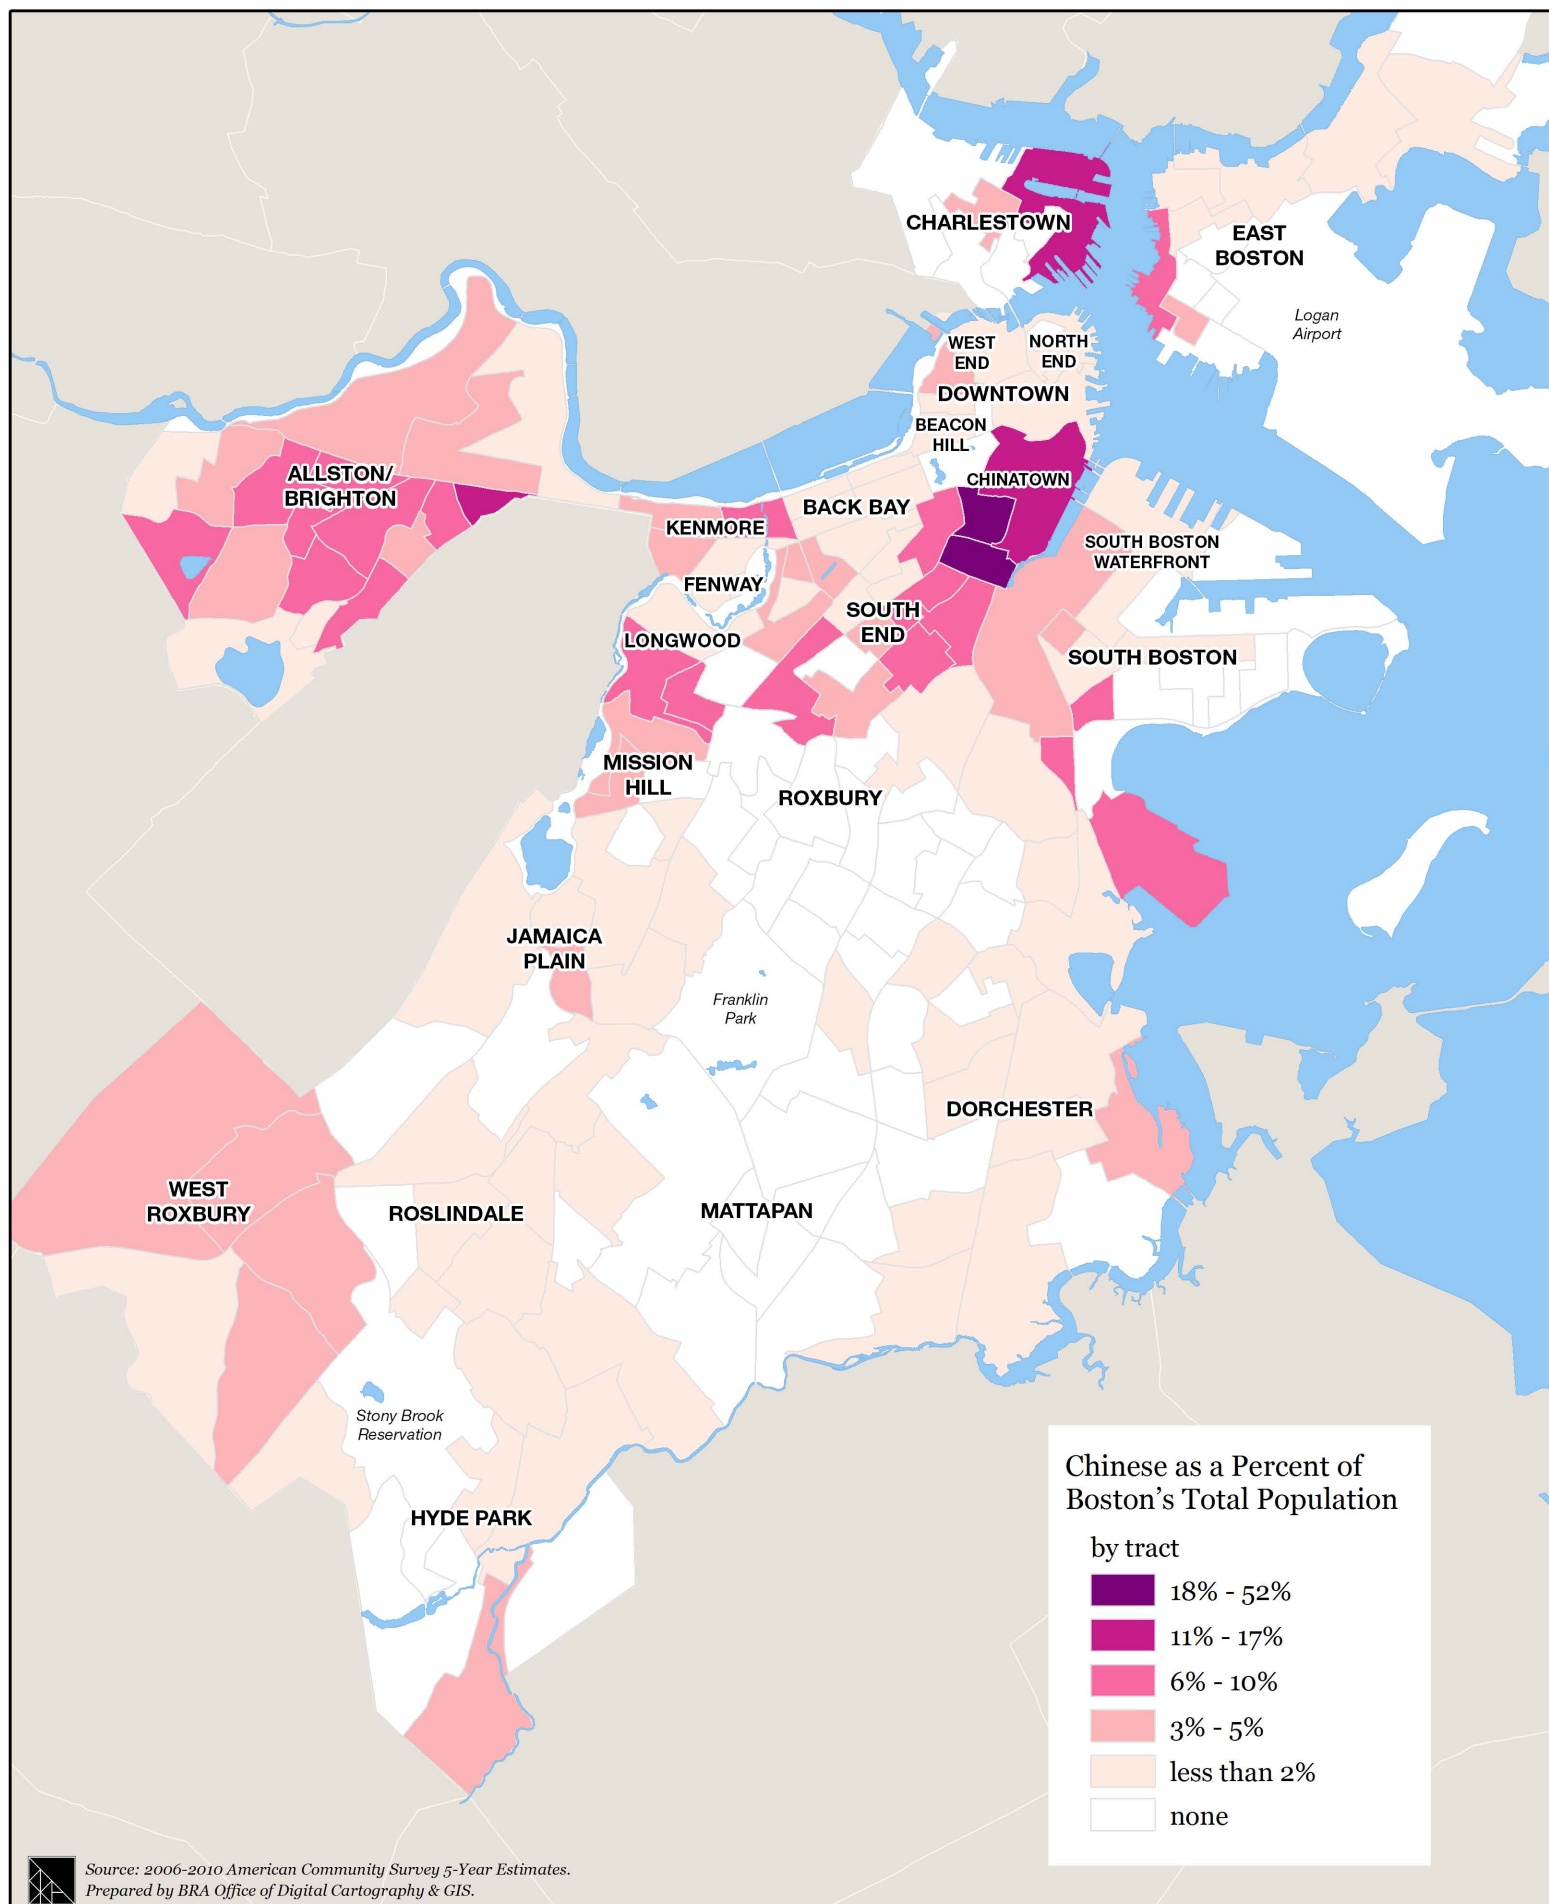 CHARLESTOWN
EAST
BOSTON
Logan
Airport
WEST
END
NORTH
END
DOWNTOWN
BEACON
HILL
CHINATOWN
ALLSTON/
BRIGHTON
BACK BAY
KENMORE
SOUTH BOSTON
WATERFRONT
FENWAY
SOUTH
END
LONGWOOD
SOUTH BOSTON
MISSION
HILL
ROXBURY
JAMAICA
PLAIN
Franklin
Park
DORCHESTER
WEST
ROXBURY
ROSLINDALE
MATTAPAN
Stony Brook
Reservation
HYDE PARK
Chinese as a Percent of
Boston's Total Population
by tract
18% - 52%
11% - 17%
6% - 10%
3% - 5%
less than 2%
none
Source: 2006-2010 American Community Survey 5-Year Estimates.
Prepared by BRA Office of Digital Cartography & GIS.